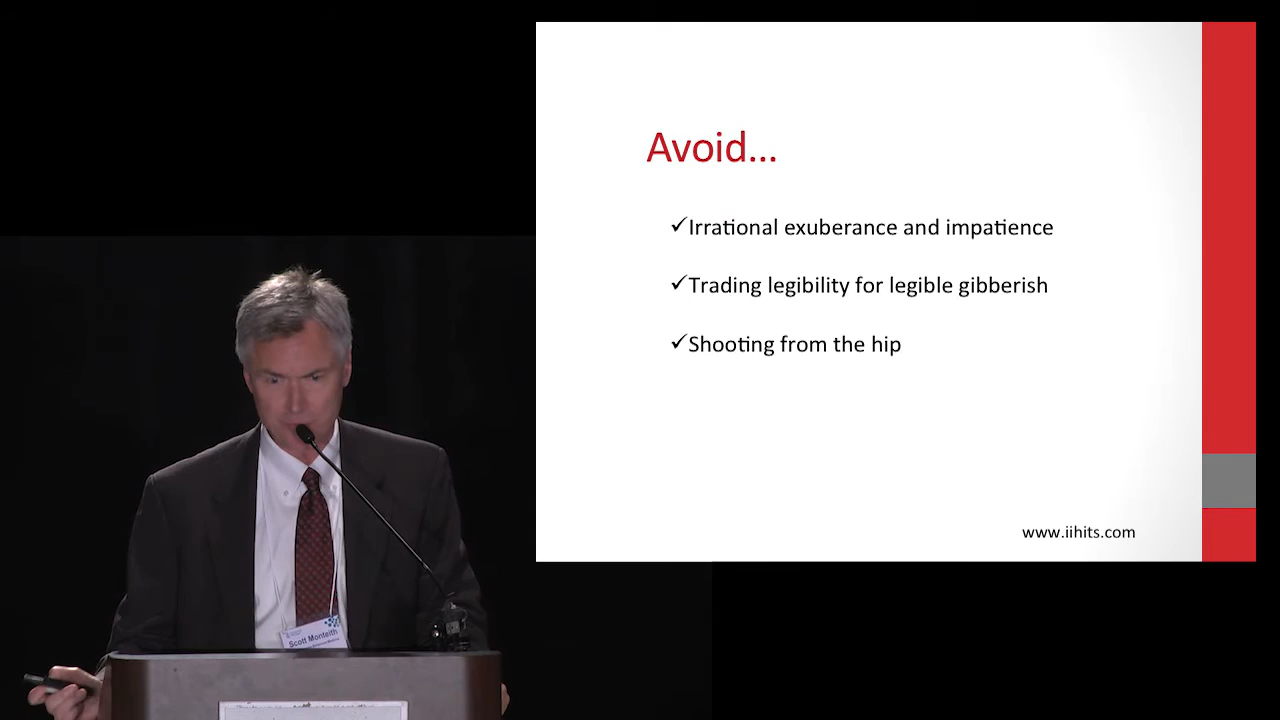 Avoid...
✓Irrational exuberance and impatience
✓Trading legibility for legible gibberish
✓Shooting from the hip
www.iihits.com
Scott Monteith